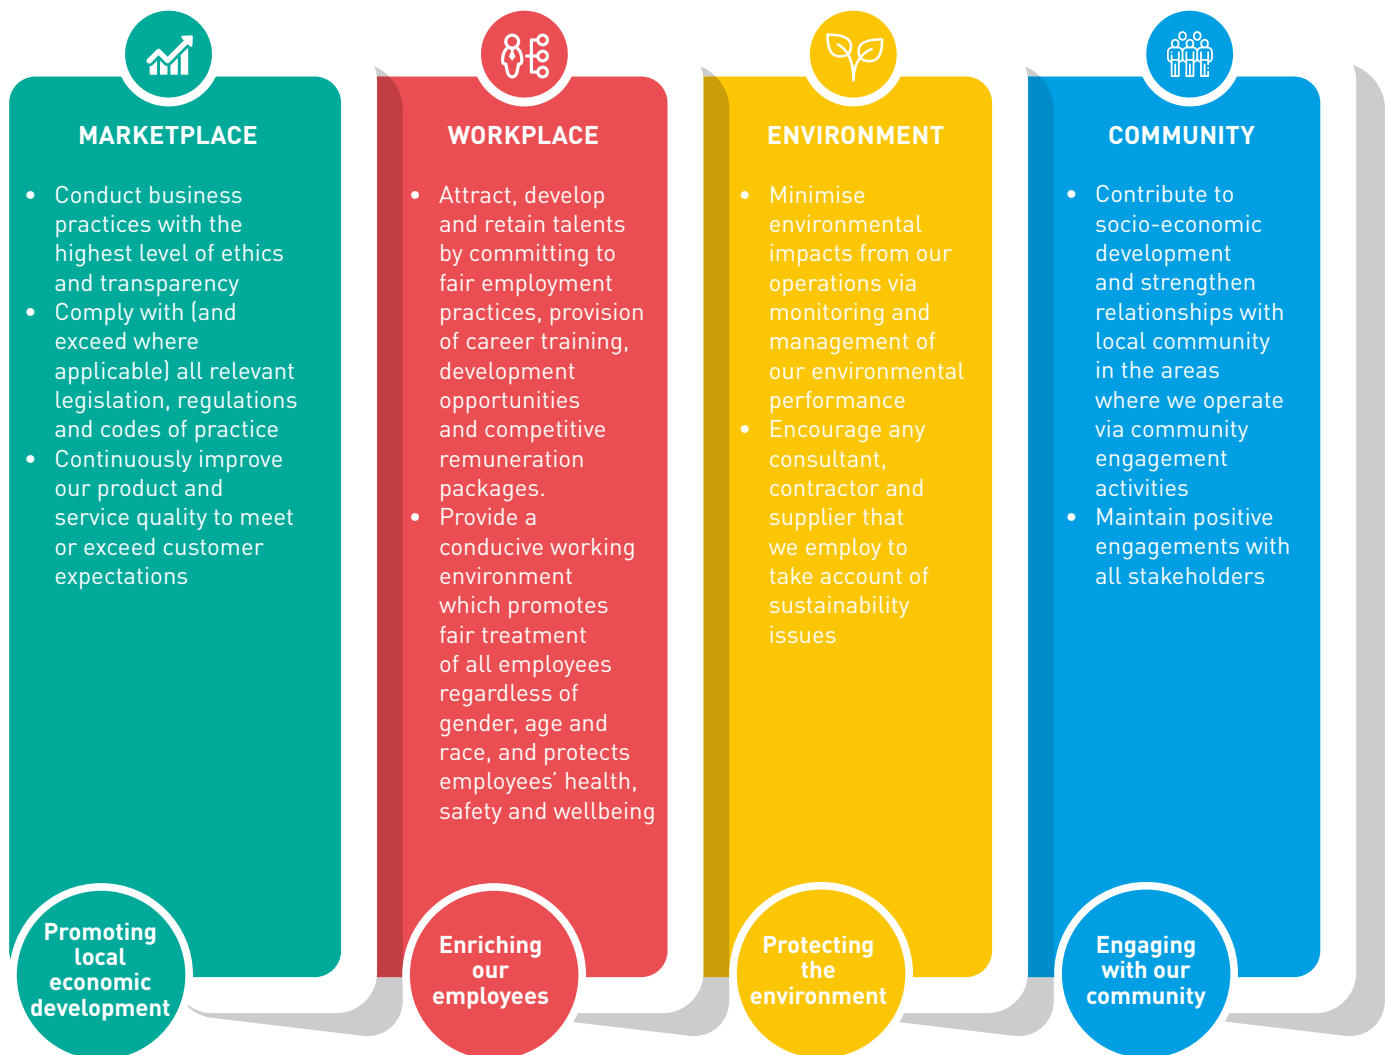 MARKETPLACE
• Conduct business
practices with the
highest level of ethics
and transparency
• Comply with (and
exceed where
applicable) all relevant
legislation, regulations
and codes of practice
• Continuously improve
our product and
service quality to meet
or exceed customer
expectations
Promoting
local
economic
development
WORKPLACE
• Attract, develop
and retain talents
by committing to
fair employment
practices, provision
of career training,
development
opportunities
and competitive
remuneration
packages.
• Provide a
conducive working
environment
which promotes
fair treatment
of all employees
regardless of
gender, age and
race, and protects
employees’ health,
safety and wellbeing
Enriching
our
employees
ENVIRONMENT
• Minimise
environmental
impacts from our
operations via
monitoring and
management of
our environmental
performance
• Encourage any
consultant,
contractor and
supplier that
we employ to
take account of
sustainability
issues
Protecting
the
environment
COMMUNITY
• Contribute to
socio-economic
development
and strengthen
relationships with
local community
in the areas
where we operate
via community
engagement
activities
• Maintain positive
engagements with
all stakeholders
Engaging
with our
community